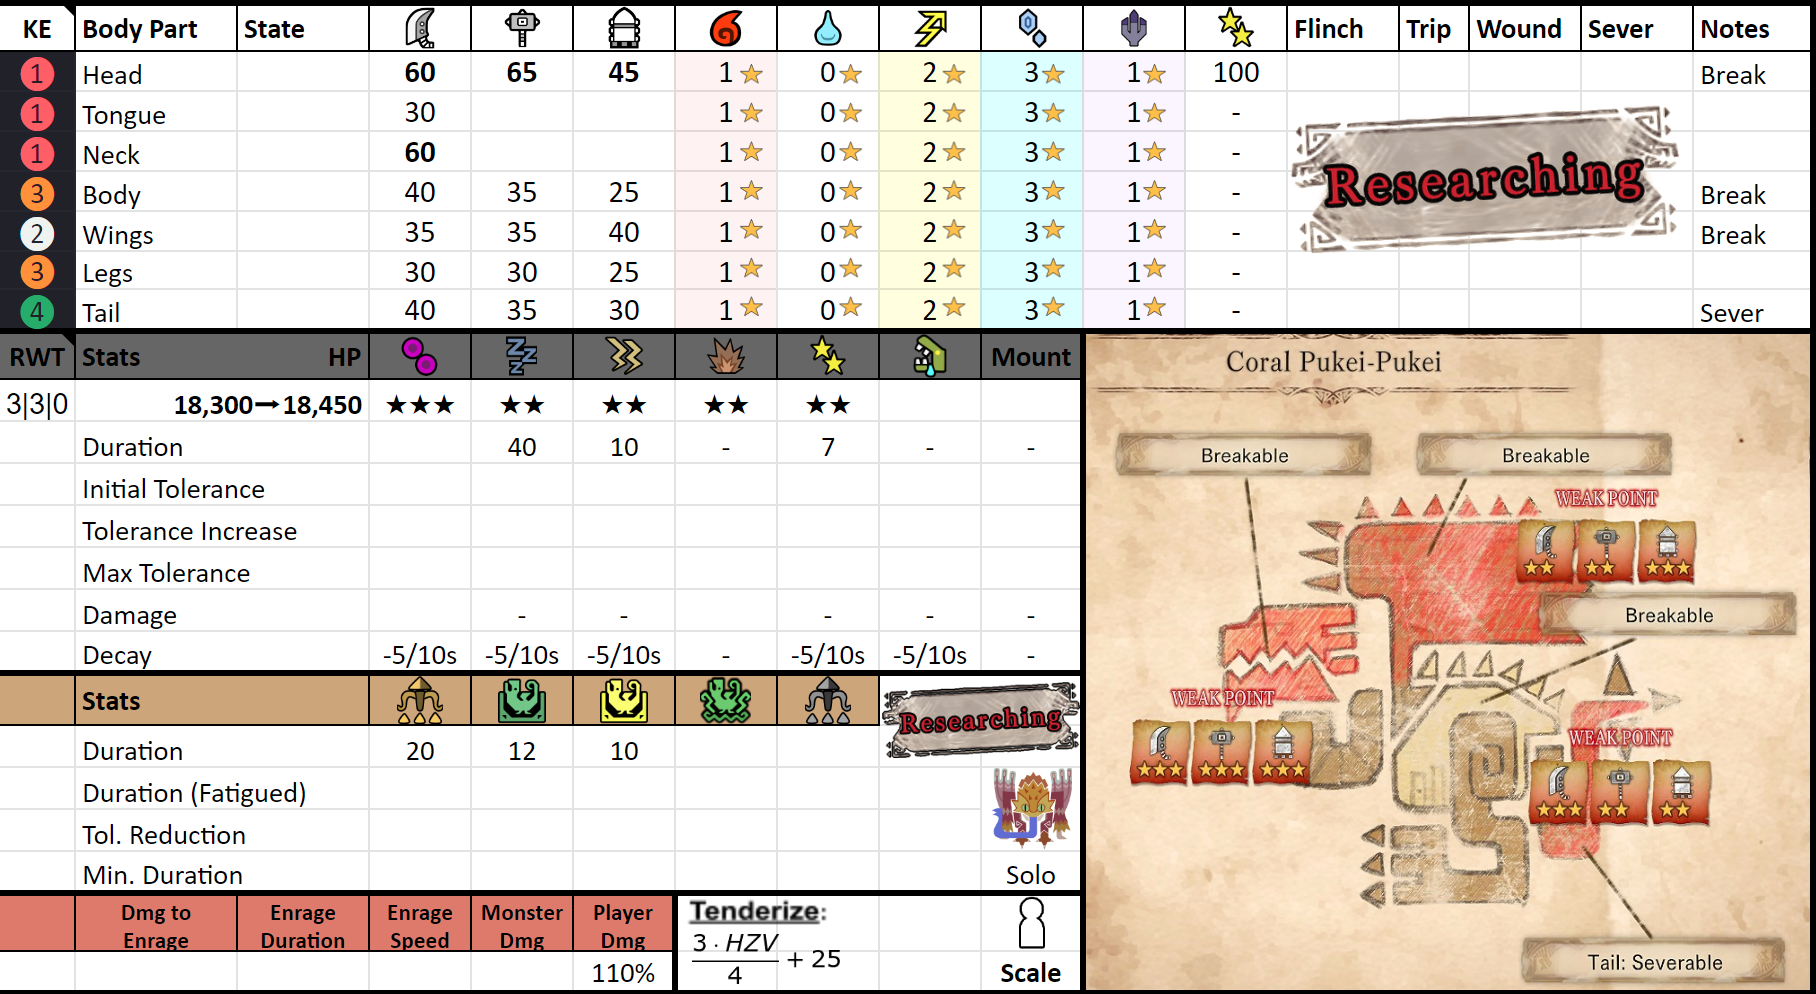 KE Body Part State Flinch Trip Wound Sever Notes
1 Head 60 65 45 1 0 2 3 1 100 Break
1 Tongue 30 1 0 2 3 1 -
1 Neck 60 1 0 2 3 1 -
3 Body 40 35 25 1 0 2 3 1 - Break
2 Wings 35 35 40 1 0 2 3 1 - Break
3 Legs 30 30 25 1 0 2 3 1 -
4 Tail 40 35 30 1 0 2 3 1 - Sever
Researching
RWT Stats HP Mount
3|3|0 18,300→18,450 ★★★ ★★ ★★ ★★ ★★
Duration 40 10 - 7 - -
Initial Tolerance
Tolerance Increase
Max Tolerance
Damage - - - - -
Decay -5/10s -5/10s -5/10s - -5/10s -5/10s -
Stats
Researching
Duration 20 12 10
Duration (Fatigued)
Tol. Reduction
Min. Duration Solo
Dmg to Enrage
Enrage Duration
Enrage Speed
Monster Dmg
Player Dmg
110%
Tenderize:
3 · HZV
4
+ 25
Scale
Coral Pukei-Pukei
Breakable
Breakable
WEAK POINT
Breakable
WEAK POINT
WEAK POINT
Tail: Severable